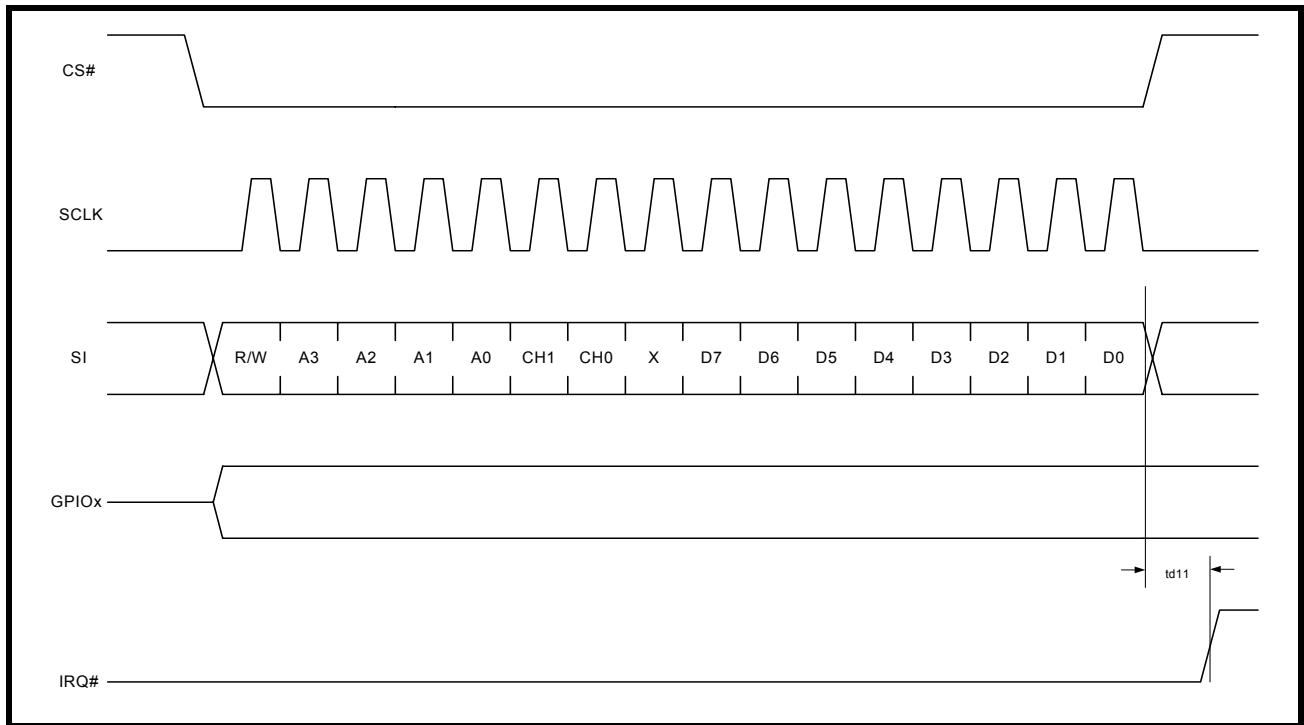 CS#
SCLK
SI R/W A3 A2 A1 A0 CH1 CH0 X D7 D6 D5 D4 D3 D2 D1 D0
GPIOx
td11
IRQ#